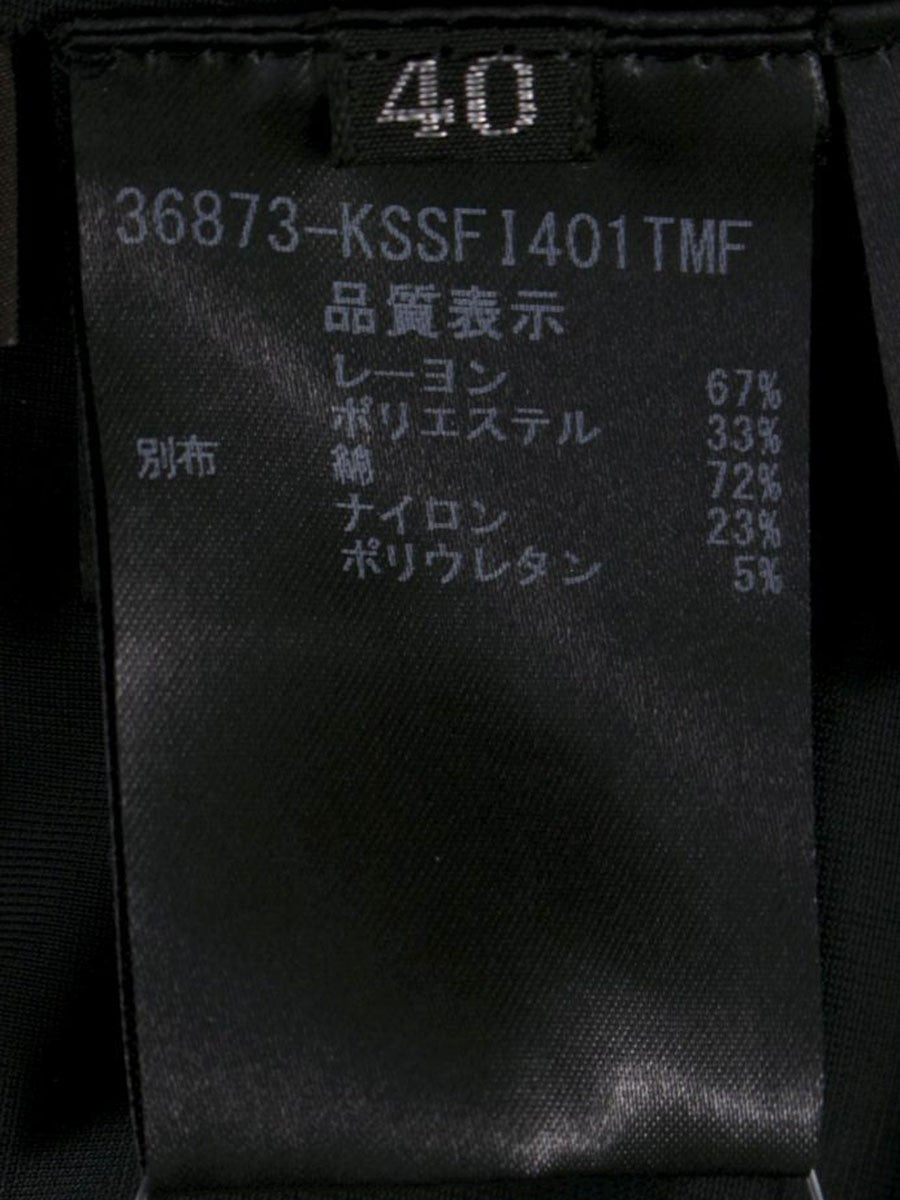 40
36873-KSSFI401TMF
品質表示
レーヨン 67%
ポリエステル 33%
別布 綿 72%
ナイロン 23%
ポリウレタン 5%